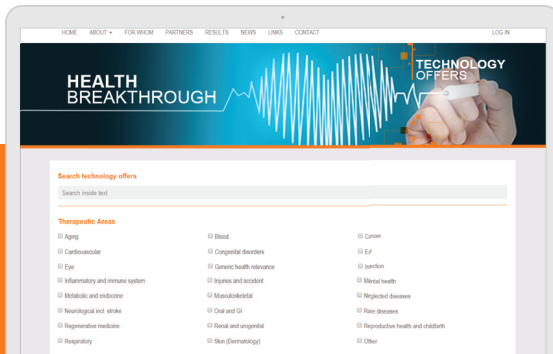 HOME ABOUT FOR WHOM PARTNERS RESULTS NEWS LINKS CONTACT LOG IN
HEALTH
BREAKTHROUGH
TECHNOLOGY
OFFERS
Search technology offers
Search inside text
Therapeutic Areas
Aging Blood Cancer
Cardiovascular Congenital disorders
Eye Generic health relevance
Inflammatory and immune system Injuries and accident Mental health
Metabolic and endocrine Musculoskeletal Neglected diseases
Neurological incl. stroke Oral and GI Rare diseases
Regenerative medicine Renal and urogenital Reproductive health and childbirth
Respiratory Skin (Dermatology) Other